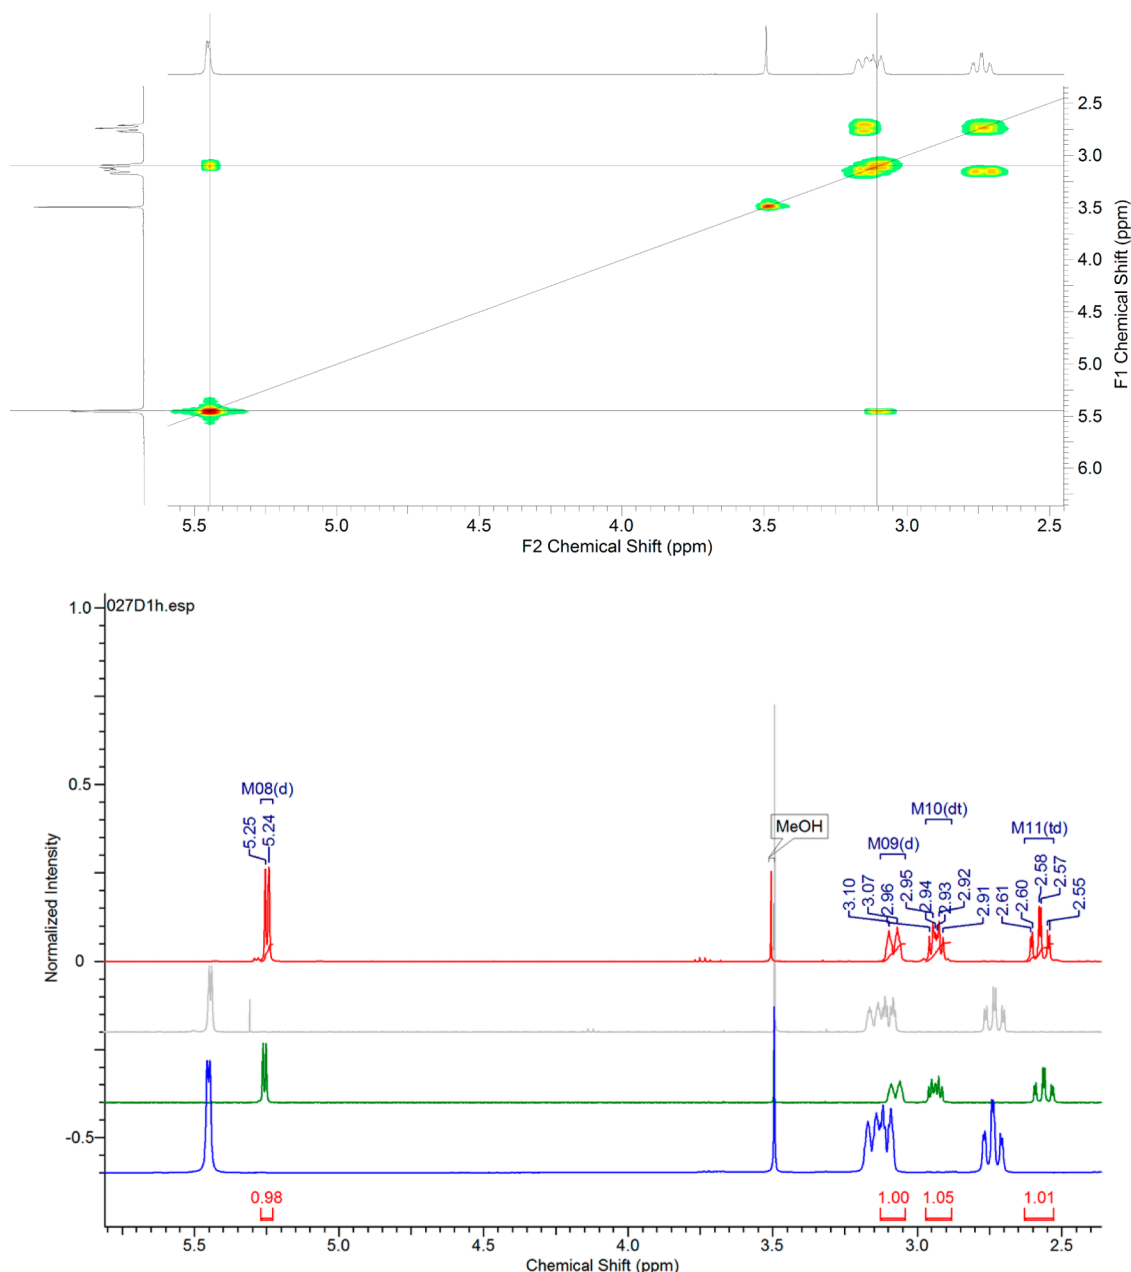 2.5
3.0
3.5
4.0
4.5
5.0
5.5
6.0
F1 Chemical Shift (ppm)
5.5 5.0 4.5 4.0 3.5 3.0 2.5
F2 Chemical Shift (ppm)
1.0 027D1h.esp
0.5
0
-0.5
Normalized Intensity
M08(d)
5.25 5.24
MeOH
M09(d)
M10(dt)
M11(td)
3.10 3.07 2.96 2.95 2.94 2.93 2.92 2.91 2.61 2.60 2.58 2.57 2.55
0.98 1.00 1.05 1.01
5.5 5.0 4.5 4.0 3.5 3.0 2.5
Chemical Shift (ppm)